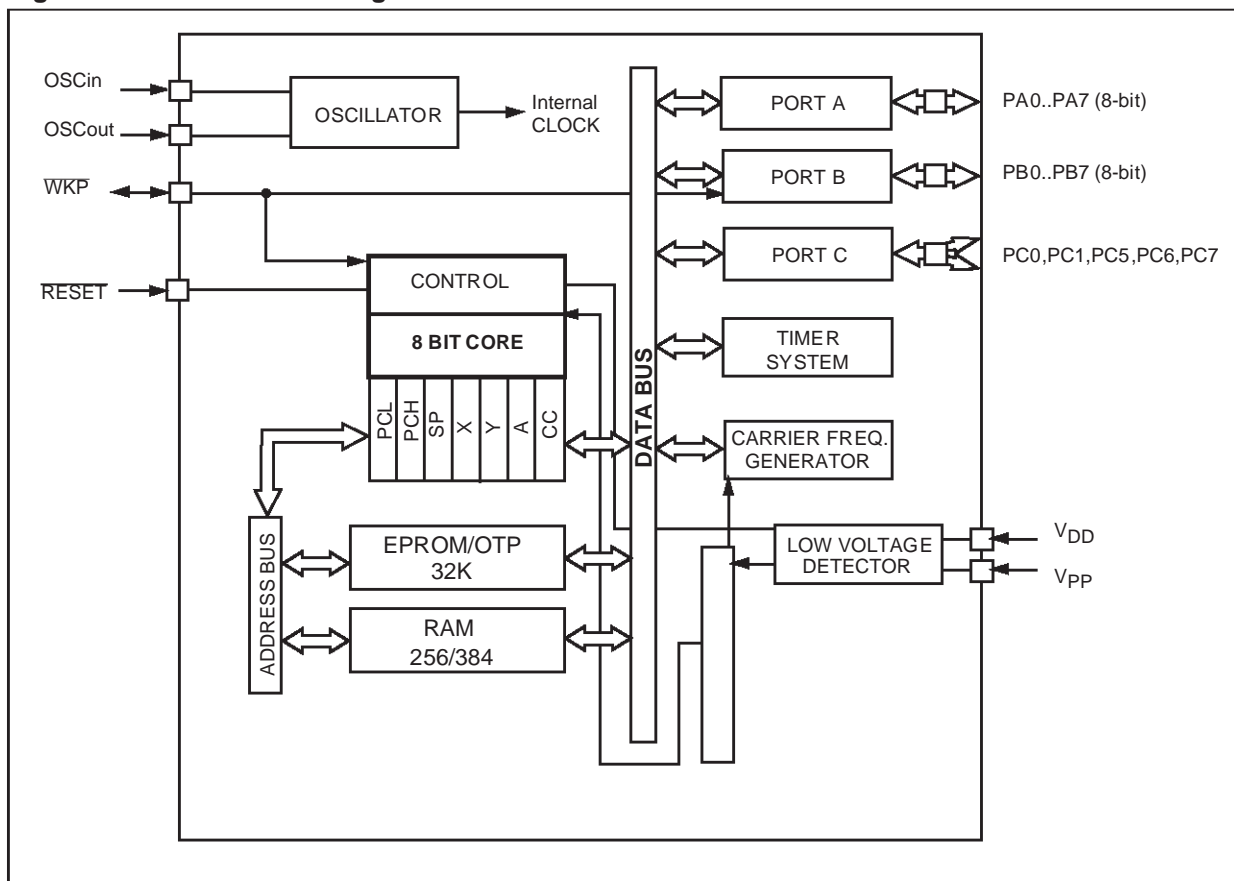 OSCin
OSCout
WKP
RESET
OSCILLATOR
Internal
CLOCK
CONTROL
8 BIT CORE
PCL
PCH
SP
X
Y
A
CC
ADDRESS BUS
EPROM/OTP
32K
RAM
256/384
DATA BUS
PORT A
PORT B
PORT C
TIMER
SYSTEM
CARRIER FREQ.
GENERATOR
LOW VOLTAGE
DETECTOR
PA0..PA7 (8-bit)
PB0..PB7 (8-bit)
PC0,PC1,PC5,PC6,PC7
VDD
VPP